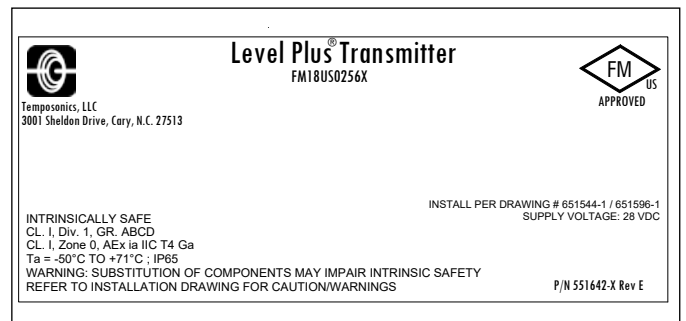 Level Plus® Transmitter
FM18US0256X
FM
US
APPROVED
Temposonics, LLC
3001 Sheldon Drive, Cary, N.C. 27513
INSTALL PER DRAWING # 651544-1 / 651596-1
SUPPLY VOLTAGE: 28 VDC
INTRINSICALLY SAFE
CL. I, Div. 1, GR. ABCD
CL. I, Zone 0, AEx ia IIC T4 Ga
Ta = -50°C TO +71°C ; IP65
WARNING: SUBSTITUTION OF COMPONENTS MAY IMPAIR INTRINSIC SAFETY
REFER TO INSTALLATION DRAWING FOR CAUTION/WARNINGS
P/N 551642-X Rev E